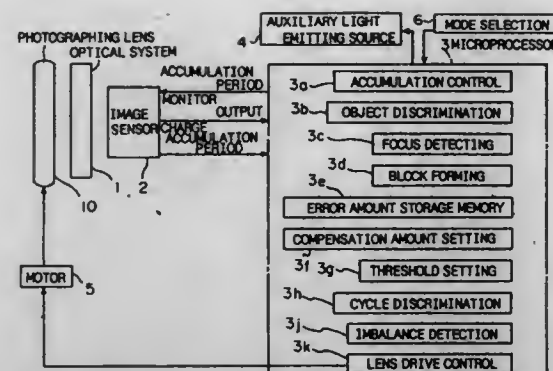 AUXILIARY LIGHT
EMITTING SOURCE
4
6
MODE SELECTION
3 MICROPROCESSOR
PHOTOGRAPHING LENS
OPTICAL SYSTEM
ACCUMULATION
PERIOD
MONITOR
OUTPUT
CHARGE
ACCUMULATION
PERIOD
IMAGE
SENSOR
10
1
2
MOTOR
5
3a
ACCUMULATION CONTROL
3b
OBJECT DISCRIMINATION
3c
FOCUS DETECTING
3d
BLOCK FORMING
3e
ERROR AMOUNT STORAGE MEMORY
COMPENSATION AMOUNT SETTING
3f
3g
THRESHOLD SETTING
3h
CYCLE DISCRIMINATION
3j
IMBALANCE DETECTION
3k
LENS DRIVE CONTROL